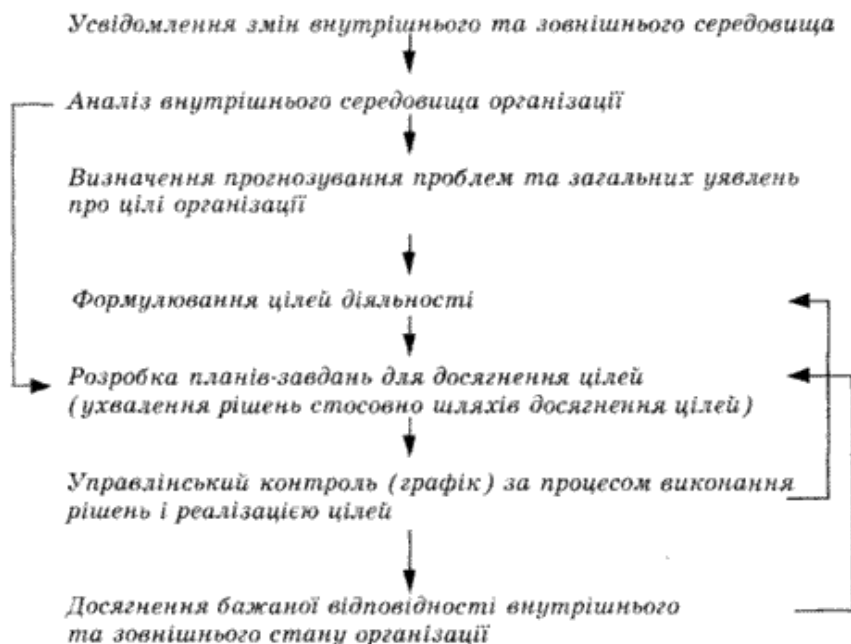 Усвідомлення змін внутрішнього та зовнішнього середовища
Аналіз внутрішнього середовища організації
Визначення прогнозування проблем та загальних уявлень
про цілі організації
Формулювання цілей діяльності
Розробка планів-завдань для досягнення цілей
(ухвалення рішень стосовно шляхів досягнення цілей)
Управлінський контроль (графік) за процесом виконання
рішень і реалізацією цілей
Досягнення бажаної відповідності внутрішнього
та зовнішнього стану організації